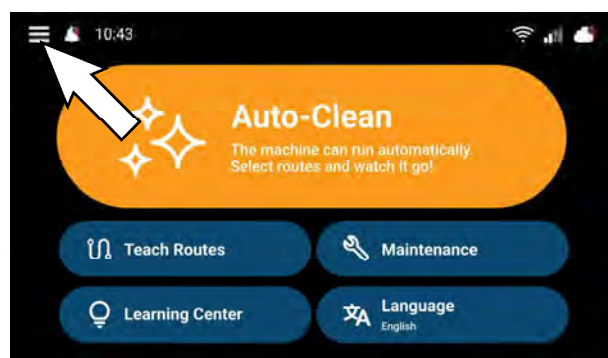 10:43
Auto-Clean
The machine can run automatically.
Select routes and watch it go!
Teach Routes
Maintenance
Learning Center
Language
English